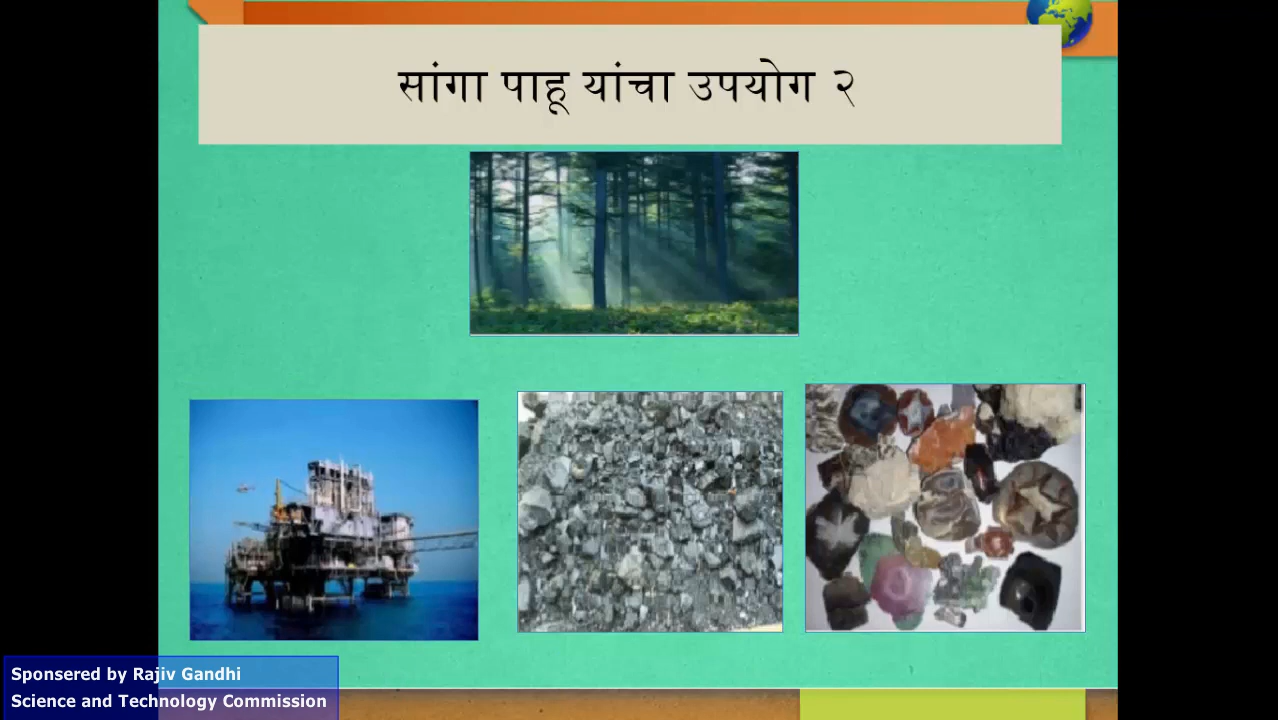 सांगा पाहू यांचा उपयोग २
Sponsered by Rajiv Gandhi
Science and Technology Commission